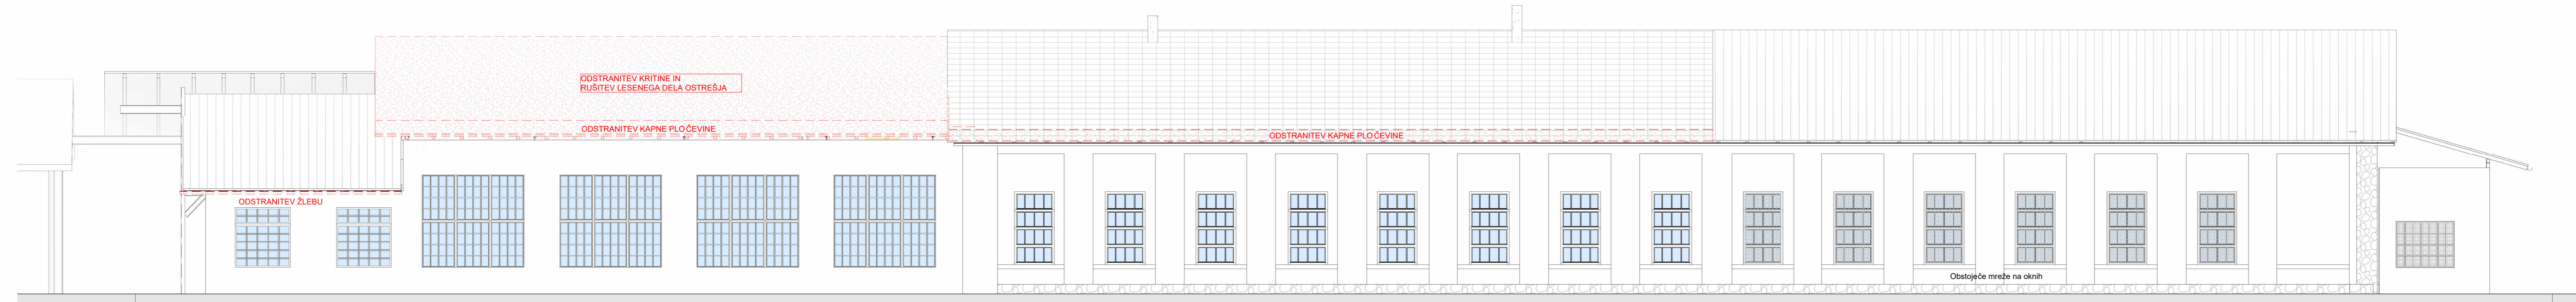 ODSTRANITEV KRITINE IN
RUŠITEV LESENEGA DELA OSTREŠJA
ODSTRANITEV KAPNE PLOČEVINE
ODSTRANITEV KAPNE PLOČEVINE
ODSTRANITEV ŽLEBU
Obstoječe mreže na oknih